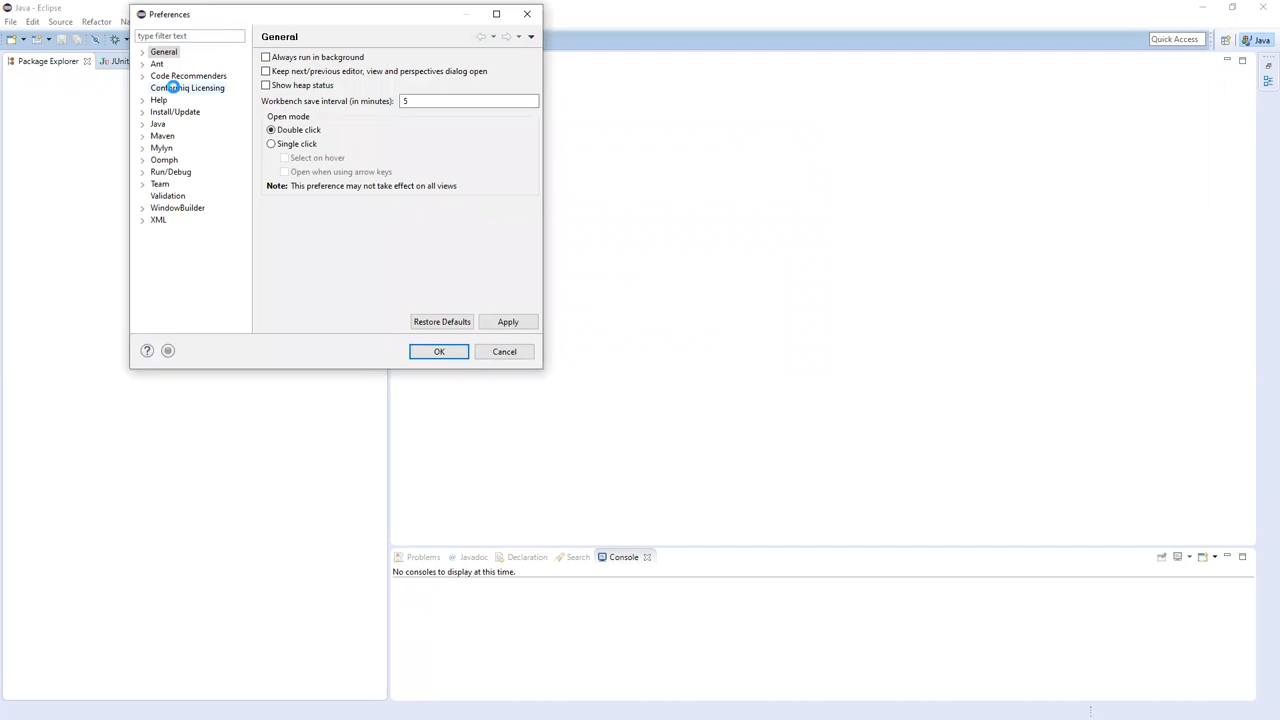 Java - Eclipse
File Edit Source Refactor
Quick Access
Java
Package Explorer
JUnit
Preferences
type filter text
General
Ant
Code Recommenders
Conformiq Licensing
Help
Install/Update
Java
Maven
Mylyn
Oomph
Run/Debug
Team
Validation
WindowBuilder
XML
General
Always run in background
Keep next/previous editor, view and perspectives dialog open
Show heap status
Workbench save interval (in minutes): 5
Open mode
Double click
Single click
Select on hover
Open when using arrow keys
Note: This preference may not take effect on all views
Restore Defaults Apply
OK Cancel
Problems Javadoc Declaration Search Console
No consoles to display at this time.